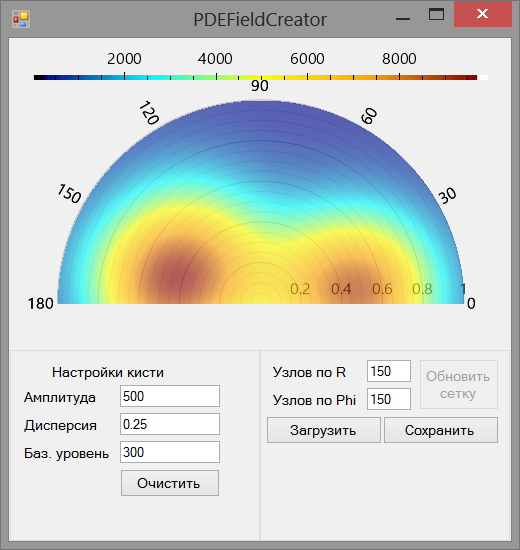 PDEFieldCreator
2000 4000 6000 8000
90
120 60
150 30
0.2 0.4 0.6 0.8 1
180 0
Настройки кисти
Амплитуда 500
Дисперсия 0.25
Баз. уровень 300
Очистить
Узлов по R 150
Узлов по Phi 150
Обновить
сетку
Загрузить Сохранить